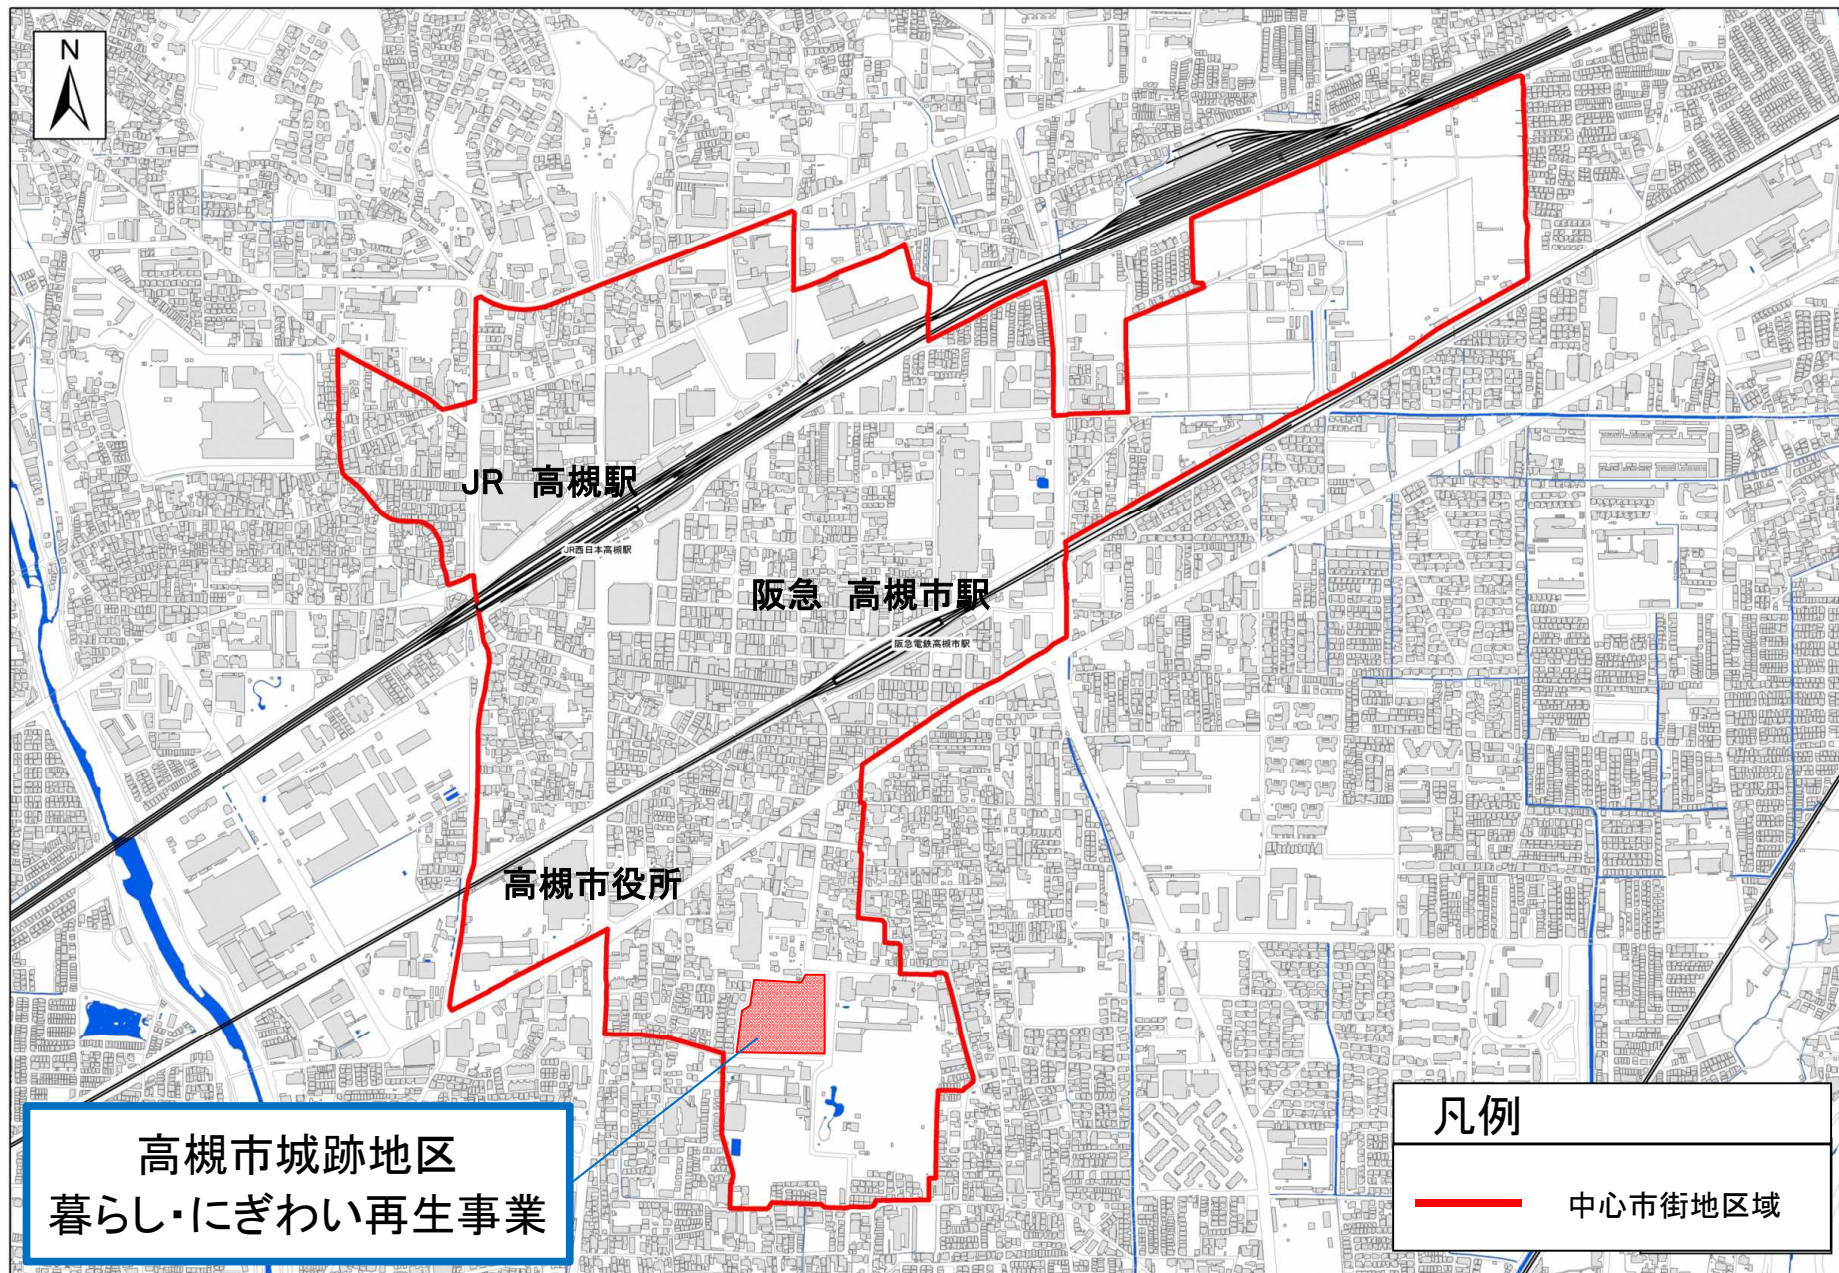 N
JR 高槻駅
JR西日本高槻駅
阪急 高槻市駅
阪急電鉄高槻市駅
高槻市役所
高槻市城跡地区
暮らし・にぎわい再生事業
凡例
中心市街地区域